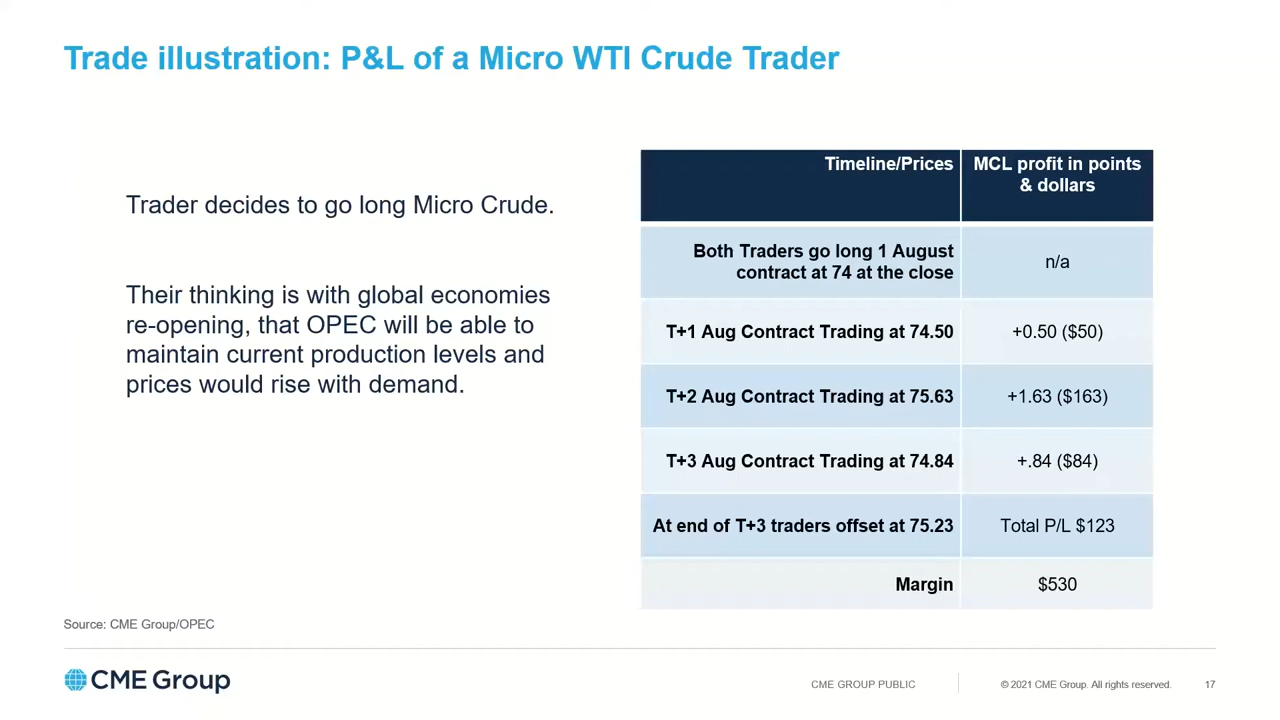 Trade illustration: P&L of a Micro WTI Crude Trader
Trader decides to go long Micro Crude.
Their thinking is with global economies
re-opening, that OPEC will be able to
maintain current production levels and
prices would rise with demand.
Timeline/Prices
MCL profit in points
& dollars
Both Traders go long 1 August
contract at 74 at the close
n/a
T+1 Aug Contract Trading at 74.50
+0.50 ($50)
T+2 Aug Contract Trading at 75.63
+1.63 ($163)
T+3 Aug Contract Trading at 74.84
+.84 ($84)
At end of T+3 traders offset at 75.23
Total P/L $123
Margin
$530
Source: CME Group/OPEC
CME Group
CME GROUP PUBLIC
© 2021 CME Group. All rights reserved.
17